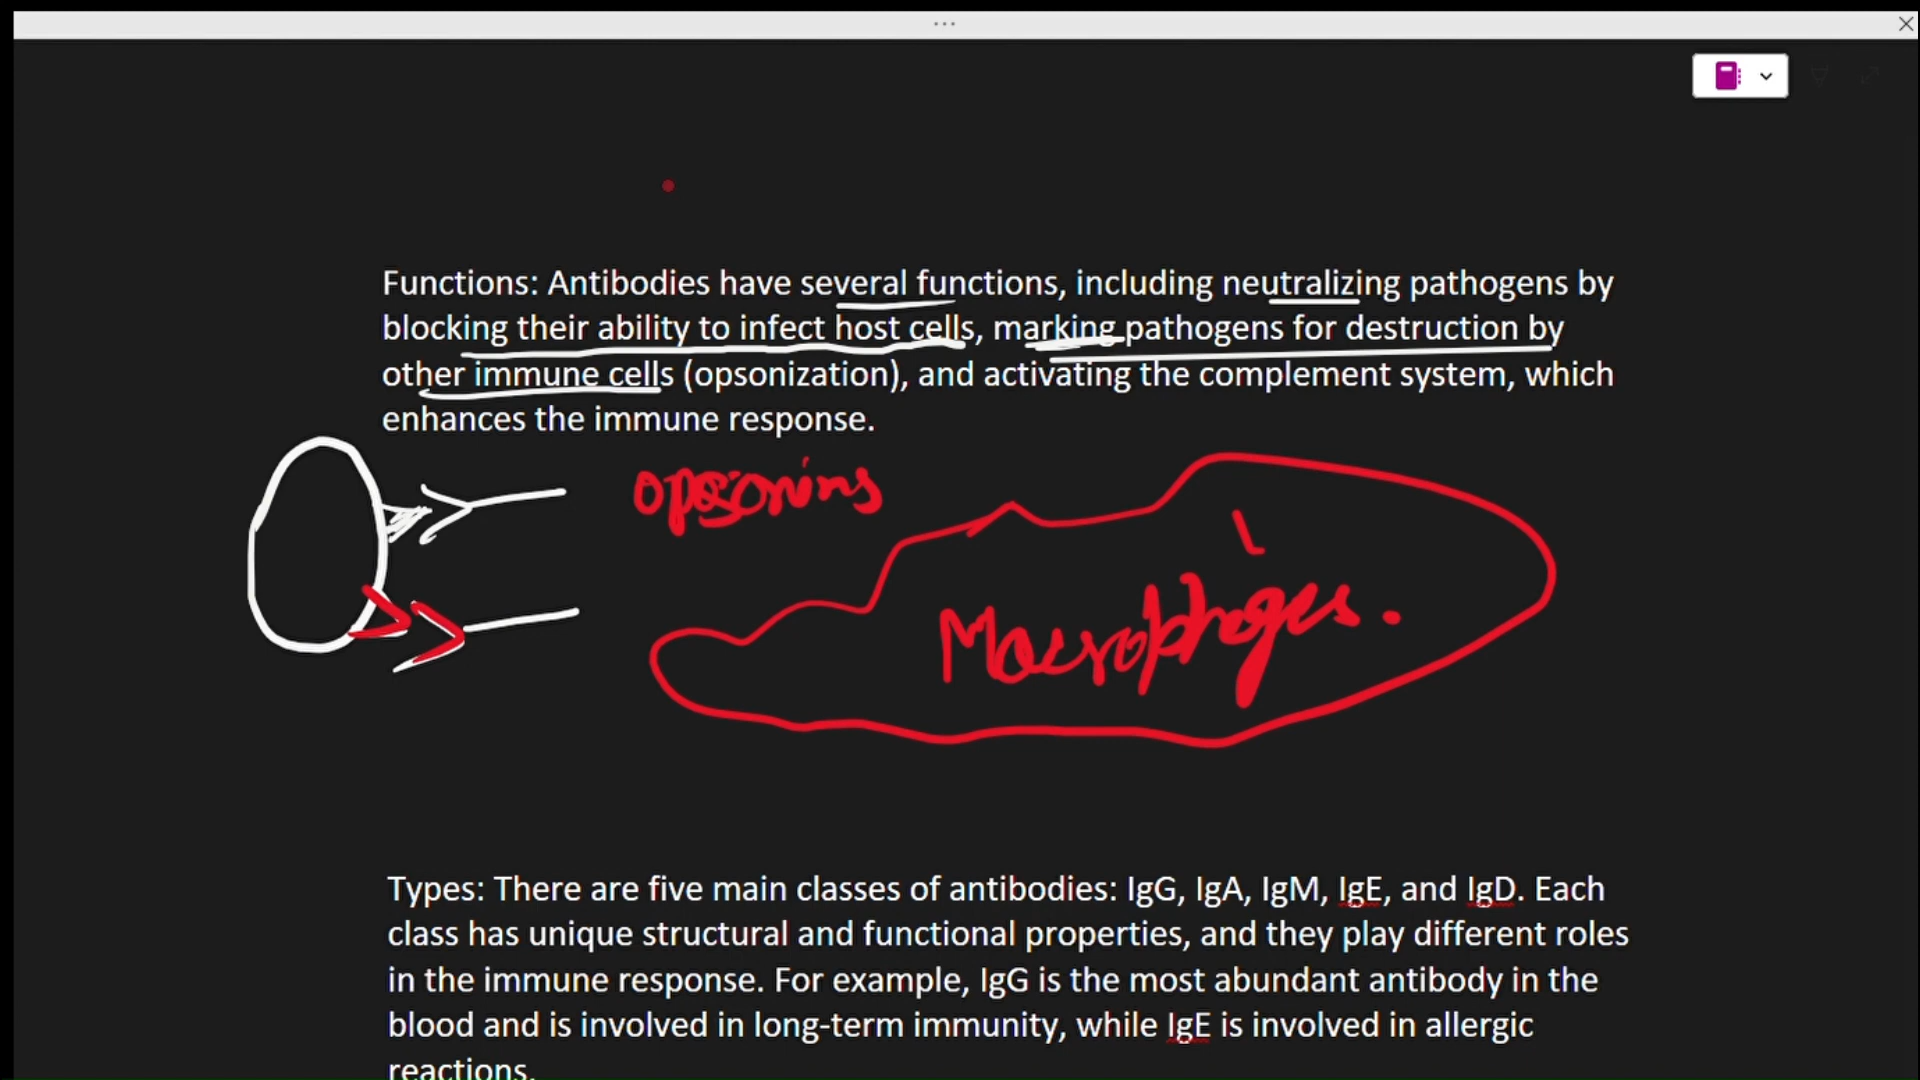 Functions: Antibodies have several functions, including neutralizing pathogens by
blocking their ability to infect host cells, marking pathogens for destruction by
other immune cells (opsonization), and activating the complement system, which
enhances the immune response.
opsonins
Macrophages.
Types: There are five main classes of antibodies: IgG, IgA, IgM, IgE, and IgD. Each
class has unique structural and functional properties, and they play different roles
in the immune response. For example, IgG is the most abundant antibody in the
blood and is involved in long-term immunity, while IgE is involved in allergic
reactions.